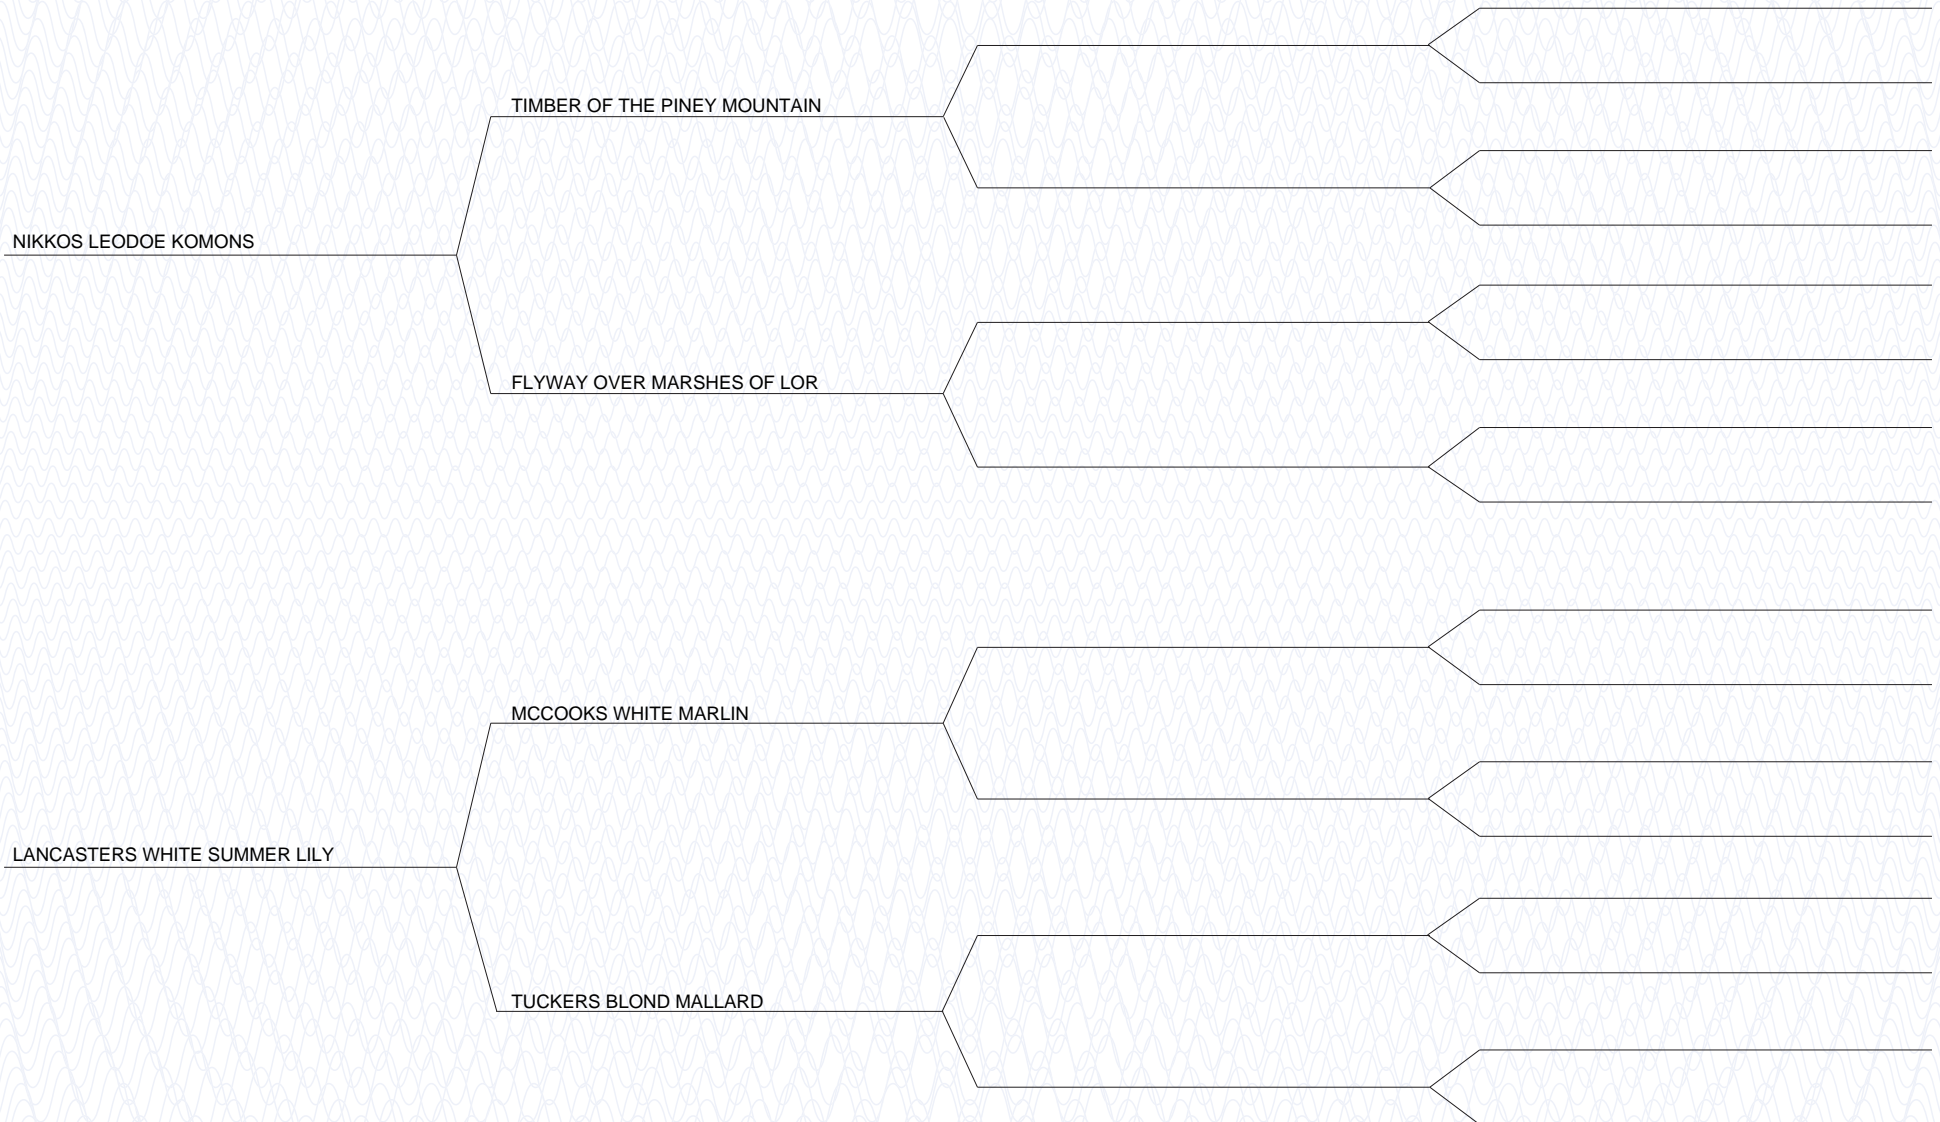 TIMBER OF THE PINEY MOUNTAIN
NIKKOS LEODOE KOMONS
FLYWAY OVER MARSHES OF LOR
MCCOOKS WHITE MARLIN
LANCASTERS WHITE SUMMER LILY
TUCKERS BLOND MALLARD